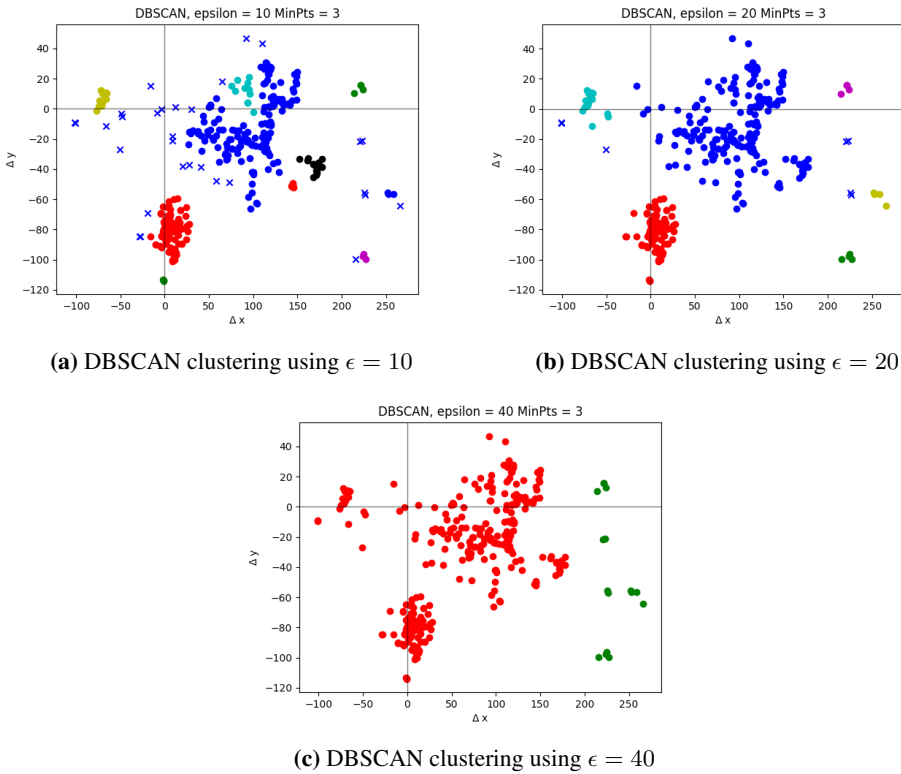 DBSCAN, epsilon = 10 MinPts = 3
40
20
0
−20
−40
−60
−80
−100
−120
Δ y
−100 −50 0 50 100 150 200 250
Δ x
(a) DBSCAN clustering using ϵ = 10
DBSCAN, epsilon = 20 MinPts = 3
40
20
0
−20
−40
−60
−80
−100
−120
Δ y
−100 −50 0 50 100 150 200 250
Δ x
(b) DBSCAN clustering using ϵ = 20
DBSCAN, epsilon = 40 MinPts = 3
40
20
0
−20
−40
−60
−80
−100
−120
Δ y
−100 −50 0 50 100 150 200 250
Δ x
(c) DBSCAN clustering using ϵ = 40